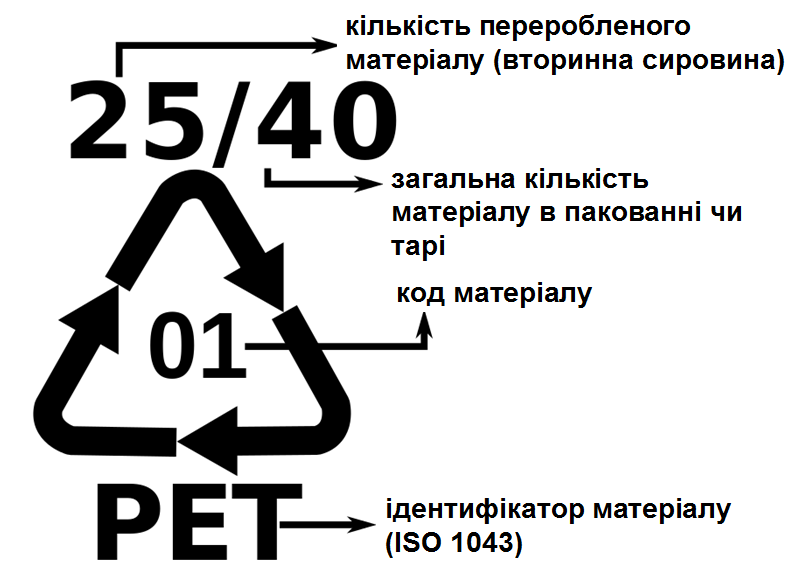 кількість переробленого
матеріалу (вторинна сировина)
25/40
загальна кількість
матеріалу в пакованні чи
тарі
код матеріалу
01
PET
ідентифікатор матеріалу
(ISO 1043)